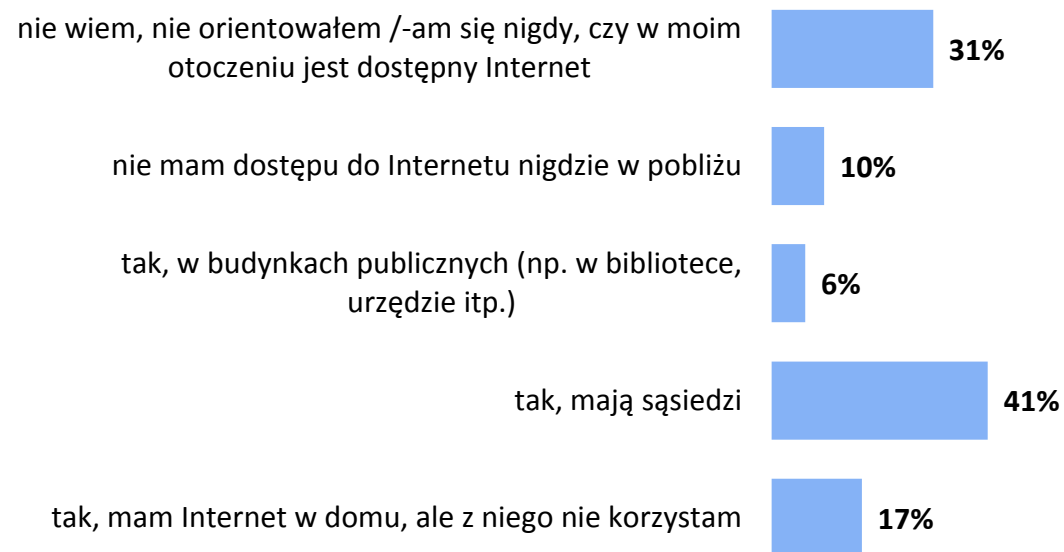 nie wiem, nie orientowałem /-am się nigdy, czy w moim
otoczeniu jest dostępny Internet
31%
nie mam dostępu do Internetu nigdzie w pobliżu
10%
tak, w budynkach publicznych (np. w bibliotece,
urzędzie itp.)
6%
tak, mają sąsiedzi
41%
tak, mam Internet w domu, ale z niego nie korzystam
17%